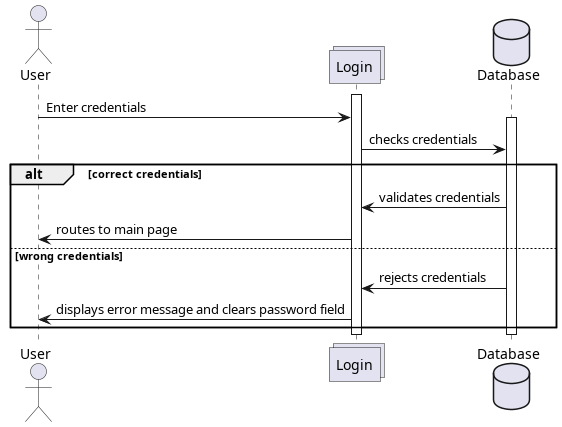 User
Login
Database
Enter credentials
checks credentials
alt
[correct credentials]
validates credentials
routes to main page
[wrong credentials]
rejects credentials
displays error message and clears password field
User
Login
Database